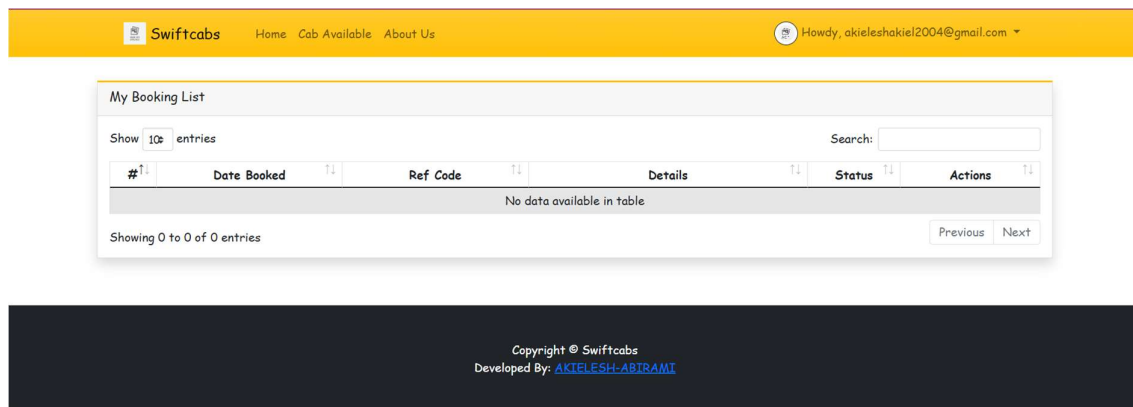 Swiftcabs Home Cab Available About Us Howdy, akieleshakiel2004@gmail.com
My Booking List
Show 10 entries Search:
# Date Booked Ref Code Details Status Actions
No data available in table
Showing 0 to 0 of 0 entries Previous Next
Copyright © Swiftcabs
Developed By: AKIELESH-ABIRAMI